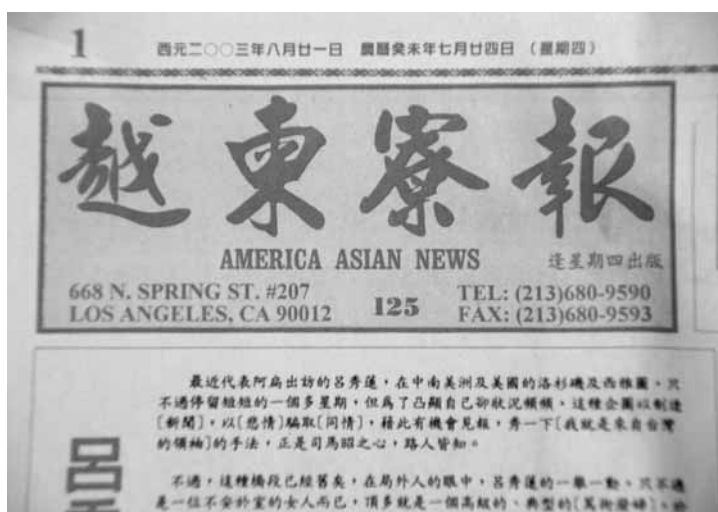 1
西元二○○三年八月廿一日 農曆癸未年七月廿四日 (星期四)
越柬寮報
AMERICA ASIAN NEWS
逢星期四出版
668 N. SPRING ST. #207
LOS ANGELES, CA 90012
125
TEL: (213)680-9590
FAX: (213)680-9593
最近代表阿扁出訪的呂秀蓮,在中南美洲及美國的洛杉磯及西雅圖,只
不過停留短短的一個多星期,但為了凸顯自己卻狀況頻頻。這種企圖以制造
[新聞],以[悲情]騙取[同情],藉此有機會見報,秀一下[我就是來自台灣
的領袖]的手法,正是司馬昭之心,路人皆知。
不過,這種橋段已經舊矣,在局外人的眼中,呂秀蓮的一舉一動,只不過
是一位不安於室的女人而已,頂多就是一個高級的、典型的[罵街潑婦]。
呂